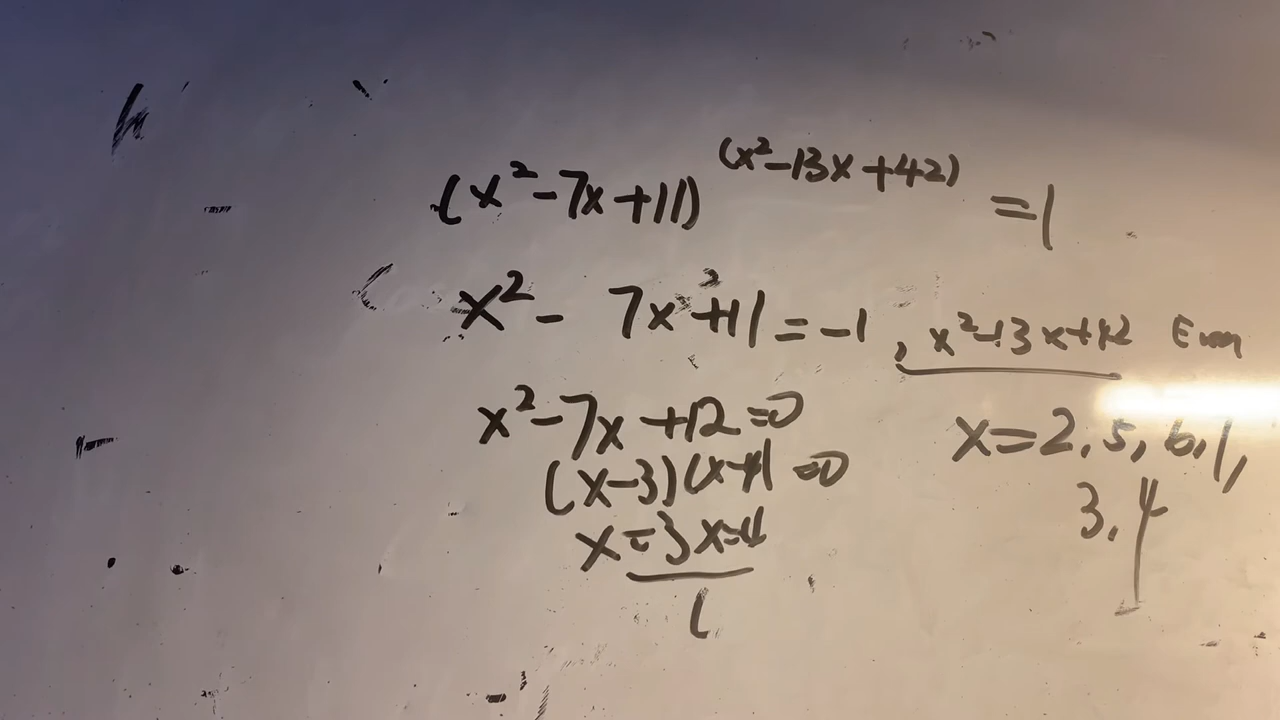 (x²-7x+11)^(x²-13x+42) = 1
x² - 7x²+11 = -1, x²-13x+42 Even
x²-7x+12=0
(x-3)(x-4)=0
x=3 x=4
x=2,5,6,1,
3,4